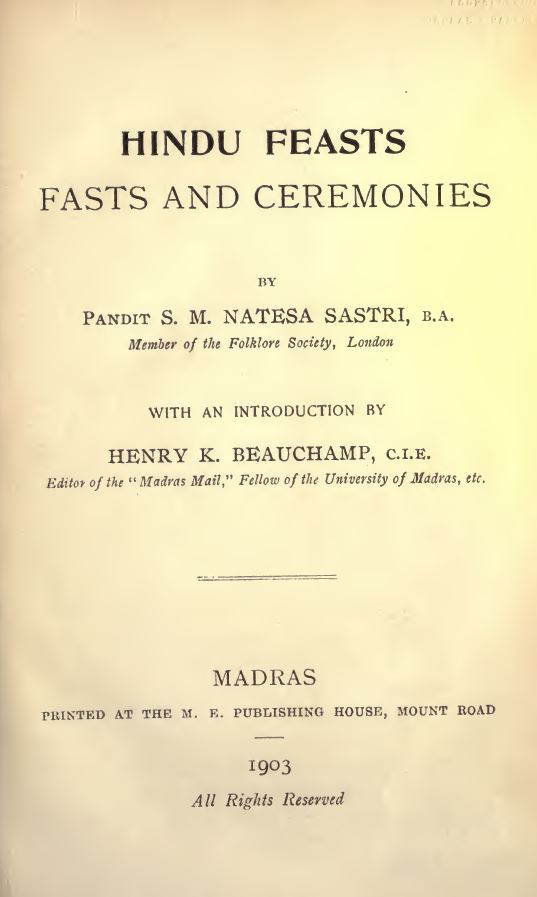 HINDU FEASTS
FASTS AND CEREMONIES
BY
PANDIT S. M. NATESA SASTRI, B.A.
Member of the Folklore Society, London
WITH AN INTRODUCTION BY
HENRY K. BEAUCHAMP, C.I.E.
Editor of the "Madras Mail," Fellow of the University of Madras, etc.
MADRAS
PRINTED AT THE M. E. PUBLISHING HOUSE, MOUNT ROAD
1903
All Rights Reserved